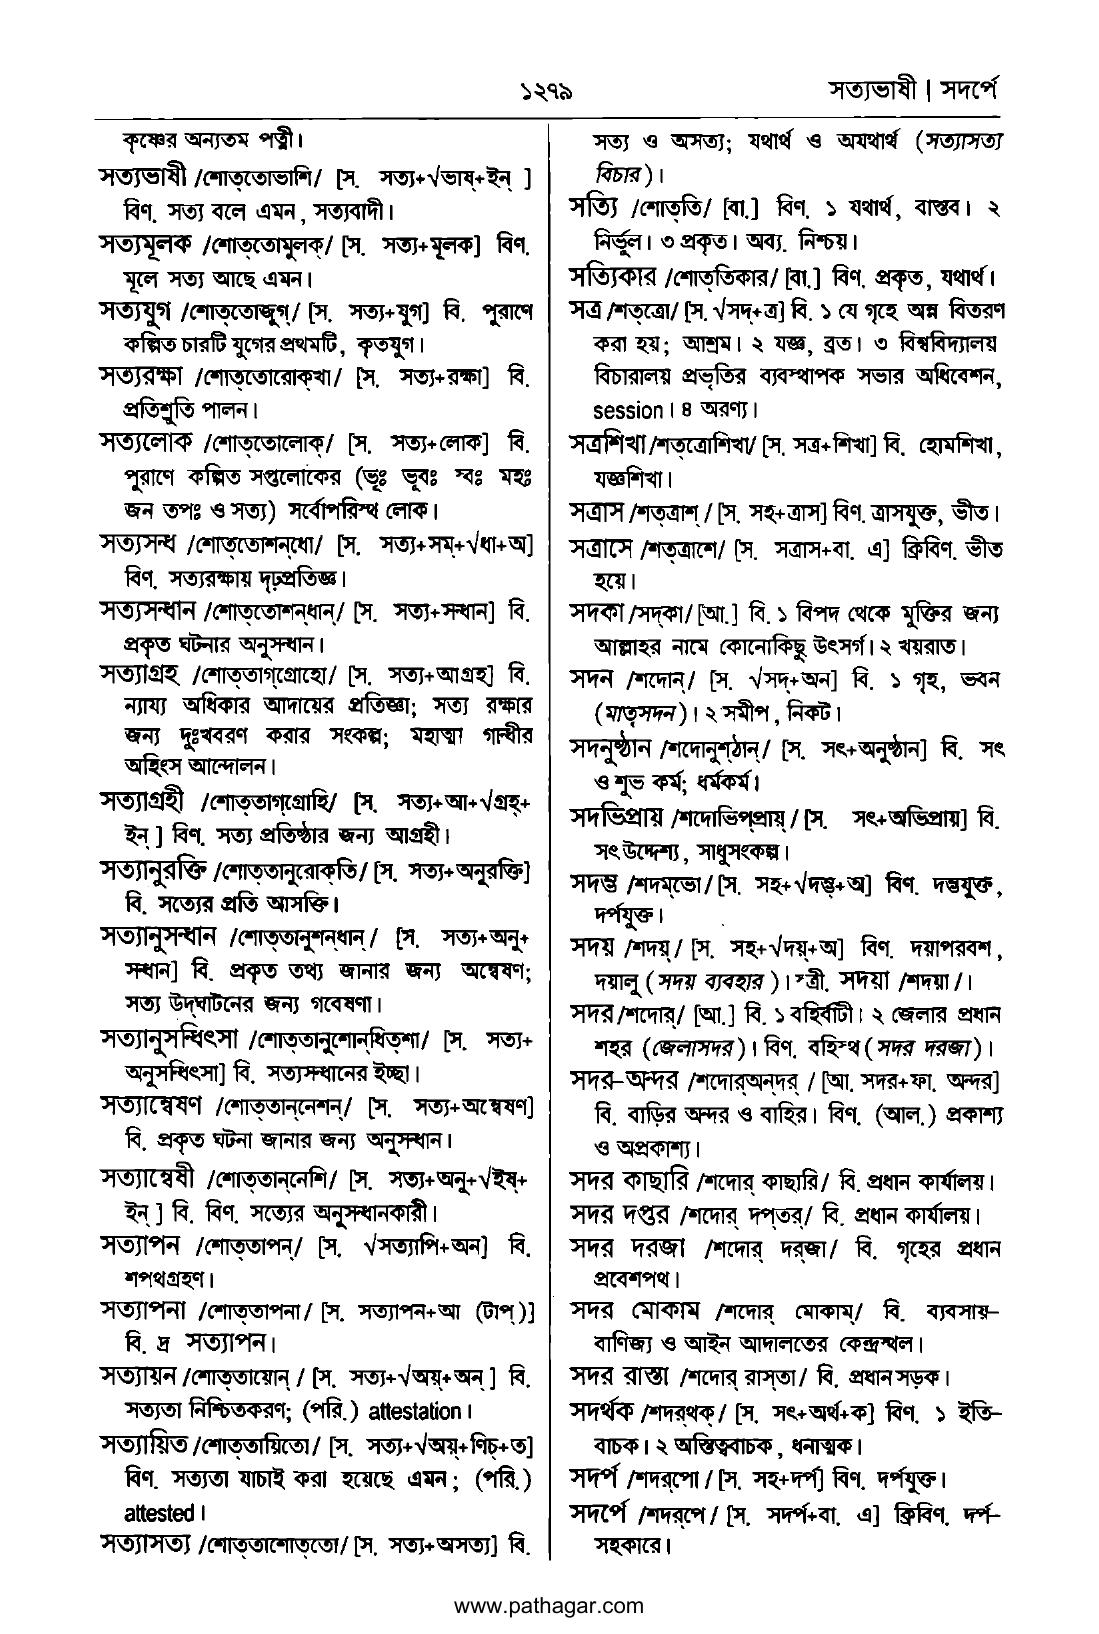 ১২৭৯
সত্যভাষী | সদর্পে
কৃষ্ণের অন্যতম পত্নী।
সত্যভাষী /শোত্‌তোভাশি/ [স. সত্য+√ভাষ্‌+ইন্‌ ]
বিণ. সত্য বলে এমন, সত্যবাদী।
সত্যমূলক /শোত্‌তোমুলক্‌/ [স. সত্য+মূলক] বিণ.
মূলে সত্য আছে এমন।
সত্যযুগ /শোত্‌তোজুগ্‌/ [স. সত্য+যুগ] বি. পুরাণে
কল্পিত চারটি যুগের প্রথমটি, কৃতযুগ।
সত্যরক্ষা /শোত্‌তোরোক্‌খা/ [স. সত্য+রক্ষা] বি.
প্রতিশ্রুতি পালন।
সত্যলোক /শোত্‌তোলোক্‌/ [স. সত্য+লোক] বি.
পুরাণে কল্পিত সপ্তলোকের (ভূঃ ভূবঃ স্বঃ মহঃ
জন তপঃ ও সত্য) সর্বোপরিস্থ লোক।
সত্যসন্ধ /শোত্‌তোশন্‌ধো/ [স. সত্য+সম্‌+√ধা+অ]
বিণ. সত্যরক্ষায় দৃঢ়প্রতিজ্ঞ।
সত্যসন্ধান /শোত্‌তোশন্‌ধান্‌/ [স. সত্য+সন্ধান] বি.
প্রকৃত ঘটনার অনুসন্ধান।
সত্যাগ্রহ /শোত্‌তাগ্‌গ্রোহো/ [স. সত্য+আগ্রহ] বি.
ন্যায্য অধিকার আদায়ের প্রতিজ্ঞা; সত্য রক্ষার
জন্য দুঃখবরণ করার সংকল্প; মহাত্মা গান্ধীর
অহিংস আন্দোলন।
সত্যাগ্রহী /শোত্‌তাগ্‌গ্রোহি/ [স. সত্য+আ+√গ্রহ্‌+
ইন্‌ ] বিণ. সত্য প্রতিষ্ঠার জন্য আগ্রহী।
সত্যানুরক্তি /শোত্‌তানুরোক্‌তি/ [স. সত্য+অনুরক্তি]
বি. সত্যের প্রতি আসক্তি।
সত্যানুসন্ধান /শোত্‌তানুশনধান্‌ / [স. সত্য+অনু+
সন্ধান] বি. প্রকৃত তথ্য জানার জন্য অন্বেষণ;
সত্য উদ্‌ঘাটনের জন্য গবেষণা।
সত্যানুসন্ধিৎসা /শোত্‌তানুশোন্‌ধিত্‌শা/ [স. সত্য+
অনুসন্ধিৎসা] বি. সত্যসন্ধানের ইচ্ছা।
সত্যান্বেষণ /শোত্‌তান্‌নেশন্‌/ [স. সত্য+অন্বেষণ]
বি. প্রকৃত ঘটনা জানার জন্য অনুসন্ধান।
সত্যান্বেষী /শোত্‌তান্‌নেশি/ [স. সত্য+অনু+√ইষ্‌+
ইন্‌ ] বি. বিণ. সত্যের অনুসন্ধানকারী।
সত্যাপন /শোত্‌তাপন্‌/ [স. √সত্যাপি+অন] বি.
শপথগ্রহণ।
সত্যাপনা /শোত্‌তাপনা/ [স. সত্যাপন+আ (টাপ্‌)]
বি. দ্র সত্যাপন।
সত্যায়ন /শোত্‌তায়োন্‌ / [স. সত্য+√অয়্‌+অন্‌ ] বি.
সত্যতা নিশ্চিতকরণ; (পরি.) attestation।
সত্যায়িত /শোত্‌তায়িতো/ [স. সত্য+√অয়্‌+ণিচ্‌+ত]
বিণ. সত্যতা যাচাই করা হয়েছে এমন; (পরি.)
attested।
সত্যাসত্য /শোত্‌তাশোত্‌তো/ [স. সত্য+অসত্য] বি.
সত্য ও অসত্য; যথার্থ ও অযথার্থ (সত্যাসত্য
বিচার)।
সত্যি /শোত্‌তি/ [বা.] বিণ. ১ যথার্থ, বাস্তব। ২
নির্ভুল। ৩ প্রকৃত। অব্য. নিশ্চয়।
সত্যিকার /শোত্‌তিকার/ [বা.] বিণ. প্রকৃত, যথার্থ।
সত্র /শত্‌ত্রো/ [স. √সদ্‌+ত্র] বি. ১ যে গৃহে অন্ন বিতরণ
করা হয়; আশ্রম। ২ যজ্ঞ, ব্রত। ৩ বিশ্ববিদ্যালয়
বিচারালয় প্রভৃতির ব্যবস্থাপক সভার অধিবেশন,
session। ৪ অরণ্য।
সত্রশিখা /শত্‌ত্রোশিখা/ [স. সত্র+শিখা] বি. হোমশিখা,
যজ্ঞশিখা।
সত্রাস /শত্‌ত্রাশ্‌ / [স. সহ+ত্রাস] বিণ. ত্রাসযুক্ত, ভীত।
সত্রাসে /শত্‌ত্রাশে/ [স. সত্রাস+বা. এ] ক্রিবিণ. ভীত
হয়ে।
সদকা /সদ্‌কা/ [আ.] বি. ১ বিপদ থেকে মুক্তির জন্য
আল্লাহর নামে কোনোকিছু উৎসর্গ। ২ খয়রাত।
সদন /শদোন্‌/ [স. √সদ্‌+অন] বি. ১ গৃহ, ভবন
(মাতৃসদন)। ২ সমীপ, নিকট।
সদনুষ্ঠান /শদোনুশ্‌ঠান্‌/ [স. সৎ+অনুষ্ঠান] বি. সৎ
ও শুভ কর্ম; ধর্মকর্ম।
সদভিপ্রায় /শদোভিপ্‌প্রায়্‌ / [স. সৎ+অভিপ্রায়] বি.
সৎ উদ্দেশ্য, সাধুসংকল্প।
সদম্ভ /শদম্‌ভো/ [স. সহ+√দম্ভ্‌+অ] বিণ. দম্ভযুক্ত,
দর্পযুক্ত।
সদয় /শদয়্‌/ [স. সহ+√দয়্‌+অ] বিণ. দয়াপরবশ,
দয়ালু (সদয় ব্যবহার )। স্ত্রী. সদয়া /শদয়া/।
সদর /শদোর্‌/ [আ.] বি. ১ বহির্বাটী। ২ জেলার প্রধান
শহর (জেলাসদর)। বিণ. বহিস্থ (সদর দরজা)।
সদর-অন্দর /শদোর্‌অন্‌দর্‌ / [আ. সদর+ফা. অন্দর]
বি. বাড়ির অন্দর ও বাহির। বিণ. (আল.) প্রকাশ্য
ও অপ্রকাশ্য।
সদর কাছারি /শদোর্‌ কাছারি/ বি. প্রধান কার্যালয়।
সদর দপ্তর /শদোর্‌ দপ্‌তর্‌/ বি. প্রধান কার্যালয়।
সদর দরজা /শদোর্‌ দর্‌জা/ বি. গৃহের প্রধান
প্রবেশপথ।
সদর মোকাম /শদোর্‌ মোকাম্‌/ বি. ব্যবসায়-
বাণিজ্য ও আইন আদালতের কেন্দ্রস্থল।
সদর রাস্তা /শদোর্‌ রাস্‌তা/ বি. প্রধান সড়ক।
সদর্থক /শদর্‌থক্‌/ [স. সৎ+অর্থ+ক] বিণ. ১ ইতি-
বাচক। ২ অস্তিত্ববাচক, ধনাত্মক।
সদর্প /শদর্‌পো/ [স. সহ+দর্প] বিণ. দর্পযুক্ত।
সদর্পে /শদর্‌পে/ [স. সদর্প+বা. এ] ক্রিবিণ. দর্প-
সহকারে।
www.pathagar.com